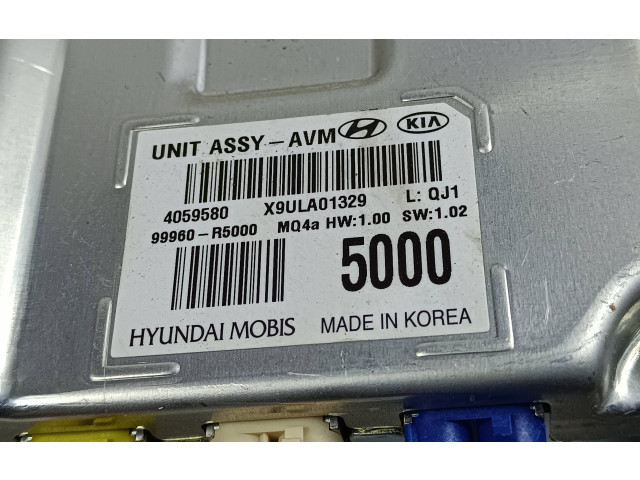 UNIT ASSY-AVM KIA
4059580 X9ULA01329 L: QJ1
99960-R5000 MQ4a HW:1.00 SW:1.02
5000
HYUNDAI MOBIS MADE IN KOREA